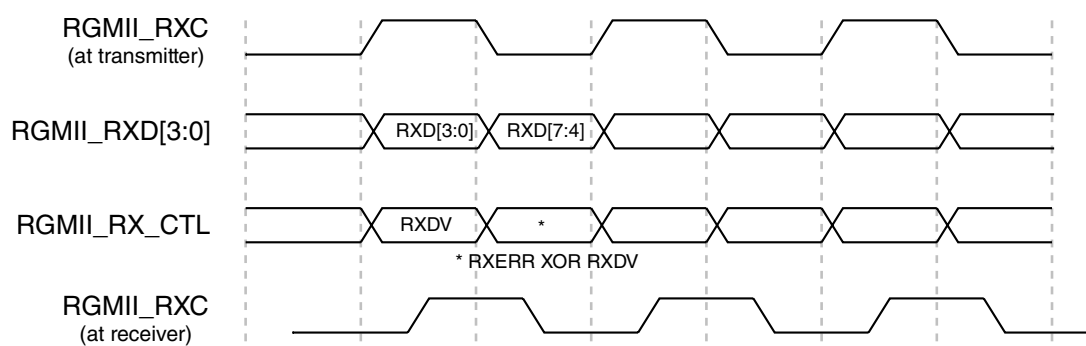 RGMII_RXC
(at transmitter)
RGMII_RXD[3:0]
RXD[3:0]
RXD[7:4]
RGMII_RX_CTL
RXDV
*
* RXERR XOR RXDV
RGMII_RXC
(at receiver)